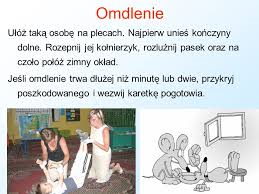 Omdlenie
Ułóż taką osobę na plecach. Najpierw unieś kończyny
dolne. Rozepnij jej kołnierzyk, rozluźnij pasek oraz na
czoło połóż zimny okład.
Jeśli omdlenie trwa dłużej niż minutę lub dwie, przykryj
poszkodowanego i wezwij karetkę pogotowia.